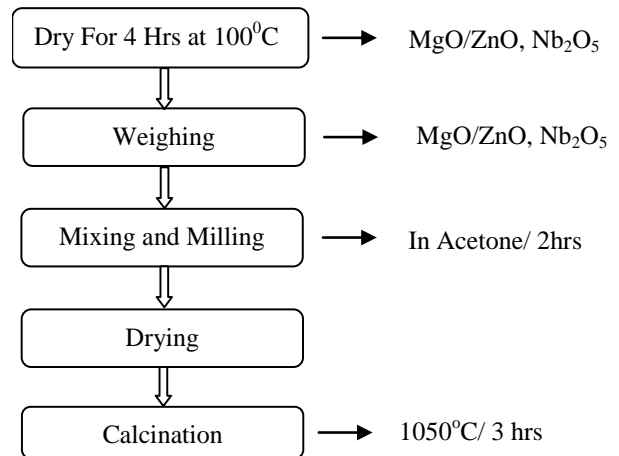 Dry For 4 Hrs at 100⁰C
MgO/ZnO, Nb₂O₅
Weighing
MgO/ZnO, Nb₂O₅
Mixing and Milling
In Acetone/ 2hrs
Drying
Calcination
1050ᵒC/ 3 hrs